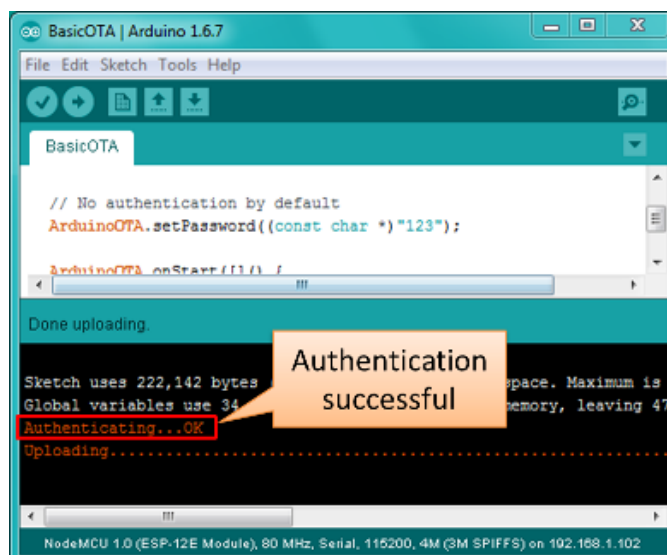 BasicOTA | Arduino 1.6.7
File Edit Sketch Tools Help
BasicOTA
// No authentication by default
ArduinoOTA.setPassword((const char *)"123");
ArduinoOTA.onStart([]() {
Done uploading.
Authentication
successful
Sketch uses 222,142 bytes space. Maximum is
Global variables use 34 memory, leaving 47
Authenticating...OK
Uploading.......................................................................
NodeMCU 1.0 (ESP-12E Module), 80 MHz, Serial, 115200, 4M (3M SPIFFS) on 192.168.1.102